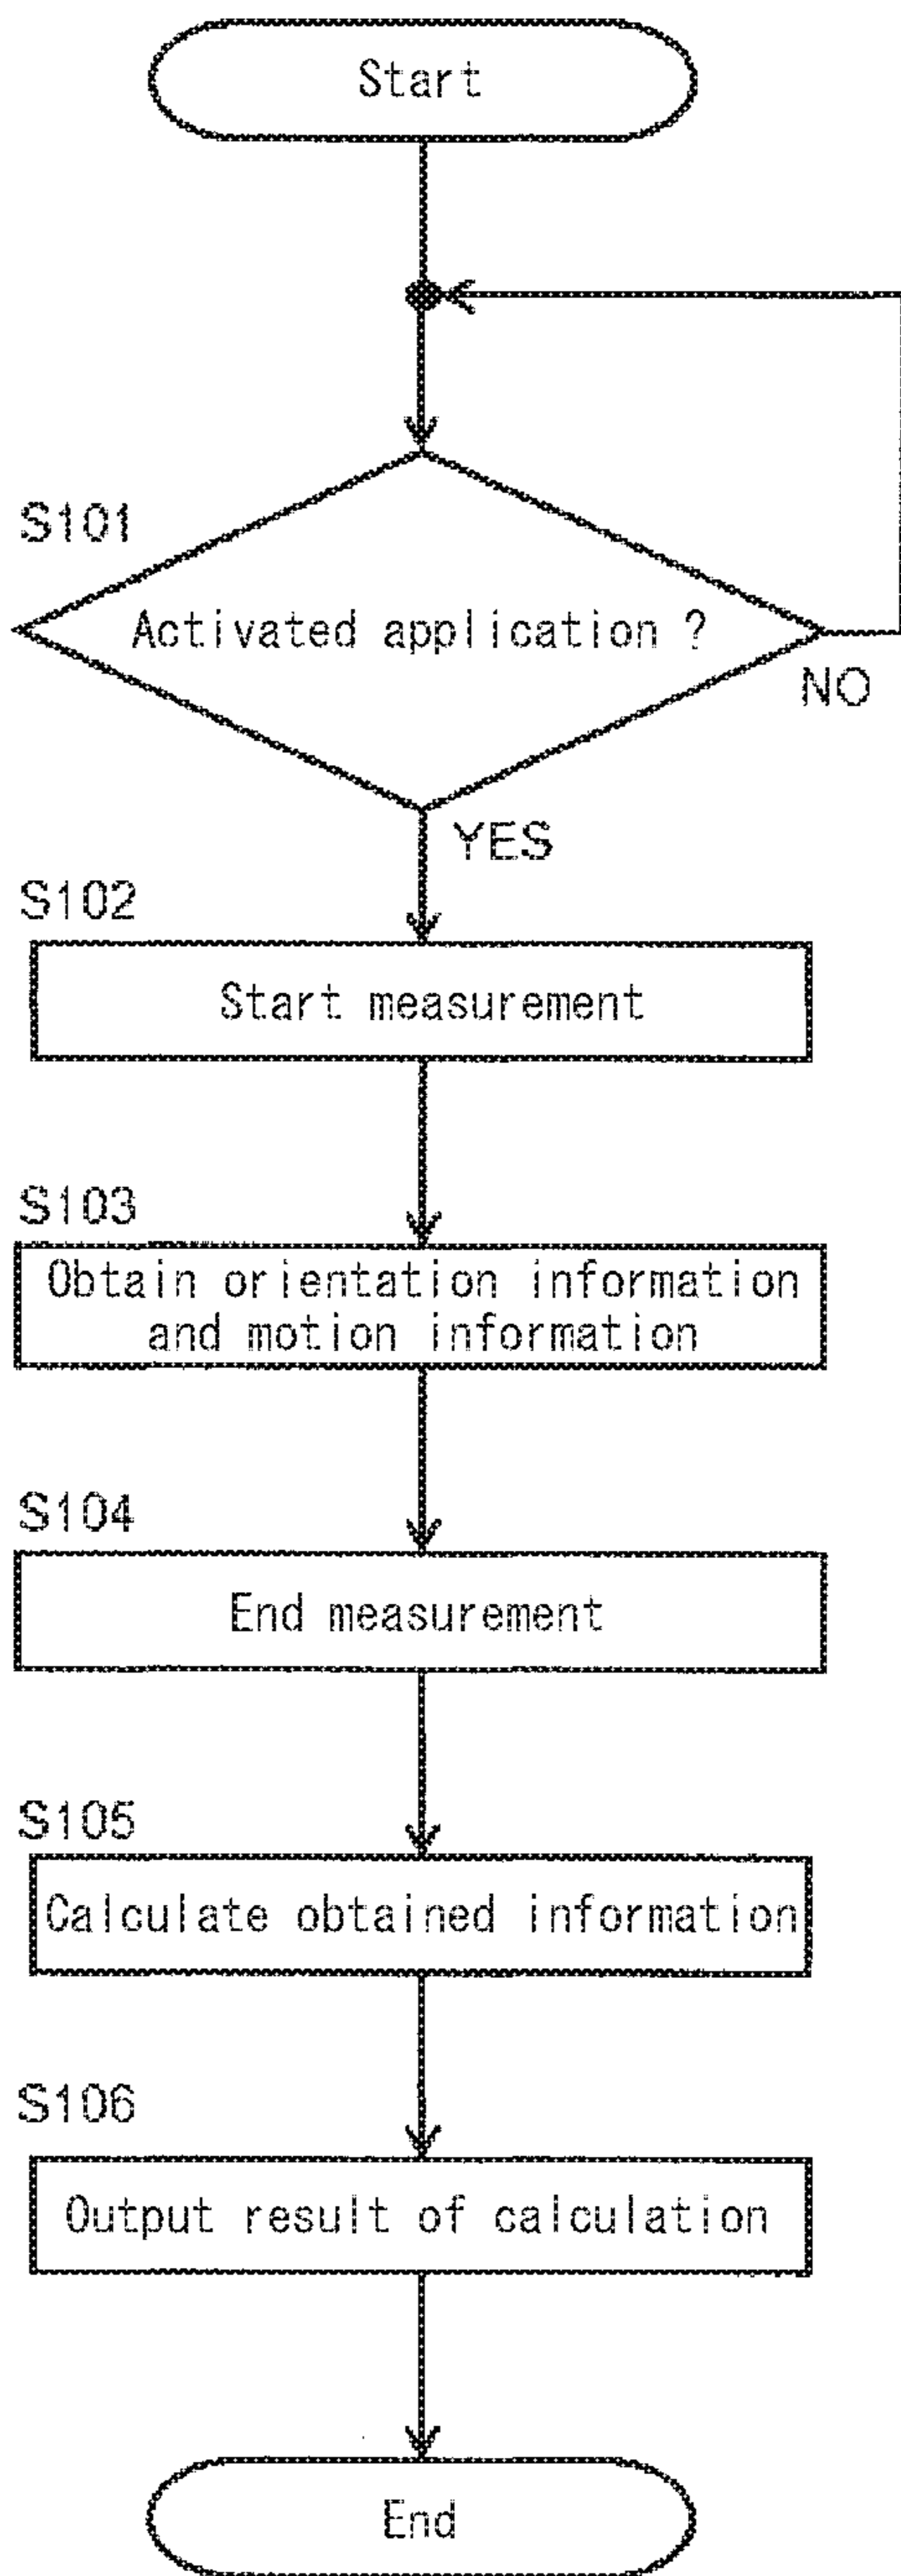 Start
S101
Activated application ?
NO
YES
S102
Start measurement
S103
Obtain orientation information
and motion information
S104
End measurement
S105
Calculate obtained information
S106
Output result of calculation
End